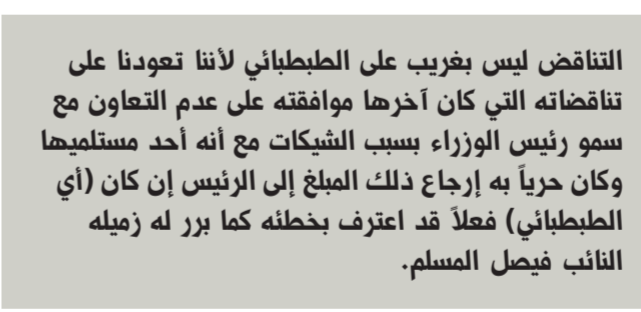 التناقض ليس بغريب على الطبطبائي لأننا تعودنا على
تناقضاته التي كان آخرها موافقته على عدم التعاون مع
سمو رئيس الوزراء بسبب الشيكات مع أنه أحد مستلميها
وكان حرياً به إرجاع ذلك المبلغ إلى الرئيس إن كان (أي
الطبطبائي) فعلاً قد اعترف بخطئه كما برر له زميله
النائب فيصل المسلم.